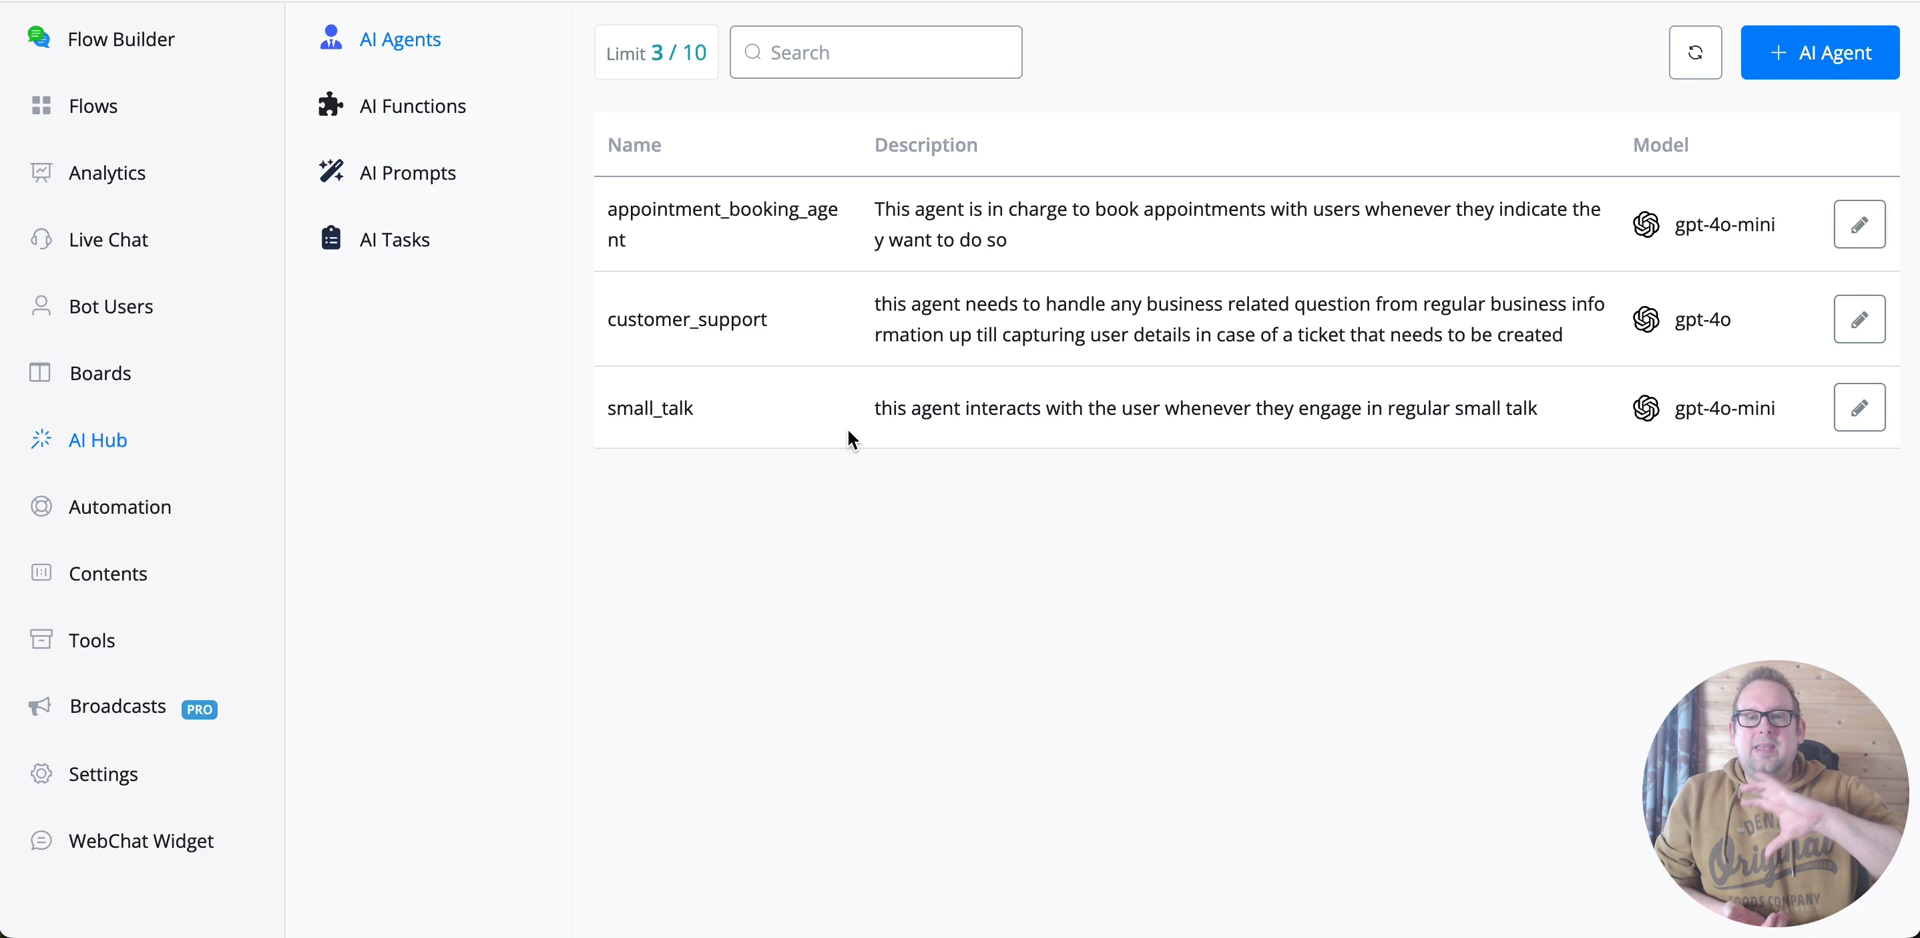 Flow Builder
Flows
Analytics
Live Chat
Bot Users
Boards
AI Hub
Automation
Contents
Tools
Broadcasts PRO
Settings
WebChat Widget
AI Agents
AI Functions
AI Prompts
AI Tasks
Limit 3 / 10
Search
+ AI Agent
Name Description Model
appointment_booking_age
nt
This agent is in charge to book appointments with users whenever they indicate the
y want to do so
gpt-4o-mini
customer_support
this agent needs to handle any business related question from regular business info
rmation up till capturing user details in case of a ticket that needs to be created
gpt-4o
small_talk
this agent interacts with the user whenever they engage in regular small talk
gpt-4o-mini
Original
COMPANY